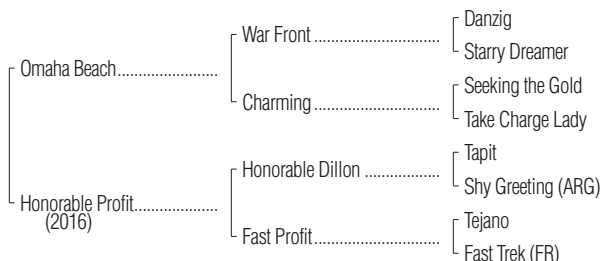 Danzig
War Front
Starry Dreamer
Omaha Beach
Seeking the Gold
Charming
Take Charge Lady
Tapit
Honorable Dillon
Shy Greeting (ARG)
Honorable Profit
(2016)
Tejano
Fast Profit
Fast Trek (FR)